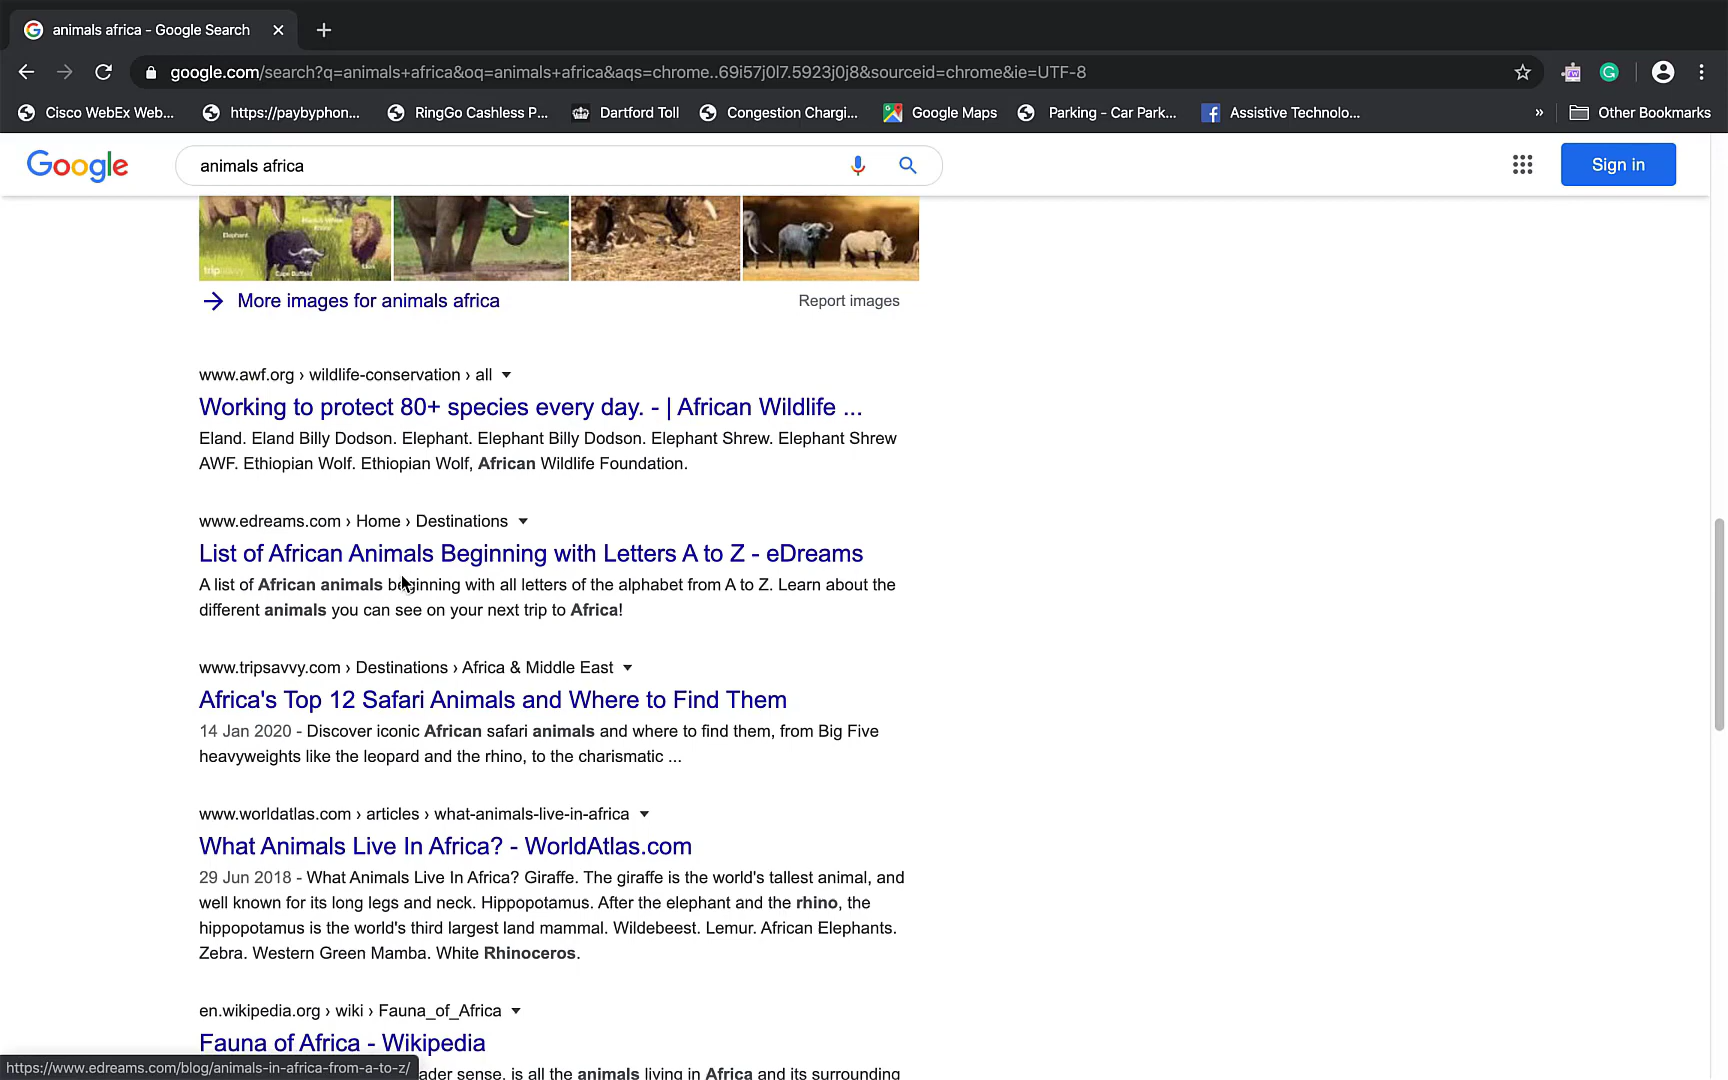 animals africa - Google Search
google.com/search?q=animals+africa&oq=animals+africa&aqs=chrome..69i57j0l7.5923j0j8&sourceid=chrome&ie=UTF-8
Cisco WebEx Web... https://paybyphon... RingGo Cashless P... Dartford Toll Congestion Chargi... Google Maps Parking - Car Park... Assistive Technolo... » Other Bookmarks
Google animals africa Sign in
Elephant.
Lion
Cape Buffalo
tripsavvy
More images for animals africa Report images
www.awf.org › wildlife-conservation › all
Working to protect 80+ species every day. - | African Wildlife ...
Eland. Eland Billy Dodson. Elephant. Elephant Billy Dodson. Elephant Shrew. Elephant Shrew
AWF. Ethiopian Wolf. Ethiopian Wolf, African Wildlife Foundation.
www.edreams.com › Home › Destinations
List of African Animals Beginning with Letters A to Z - eDreams
A list of African animals beginning with all letters of the alphabet from A to Z. Learn about the
different animals you can see on your next trip to Africa!
www.tripsavvy.com › Destinations › Africa & Middle East
Africa's Top 12 Safari Animals and Where to Find Them
14 Jan 2020 - Discover iconic African safari animals and where to find them, from Big Five
heavyweights like the leopard and the rhino, to the charismatic ...
www.worldatlas.com › articles › what-animals-live-in-africa
What Animals Live In Africa? - WorldAtlas.com
29 Jun 2018 - What Animals Live In Africa? Giraffe. The giraffe is the world's tallest animal, and
well known for its long legs and neck. Hippopotamus. After the elephant and the rhino, the
hippopotamus is the world's third largest land mammal. Wildebeest. Lemur. African Elephants.
Zebra. Western Green Mamba. White Rhinoceros.
en.wikipedia.org › wiki › Fauna_of_Africa
Fauna of Africa - Wikipedia
https://www.edreams.com/blog/animals-in-africa-from-a-to-z/
ader sense, is all the animals living in Africa and its surrounding